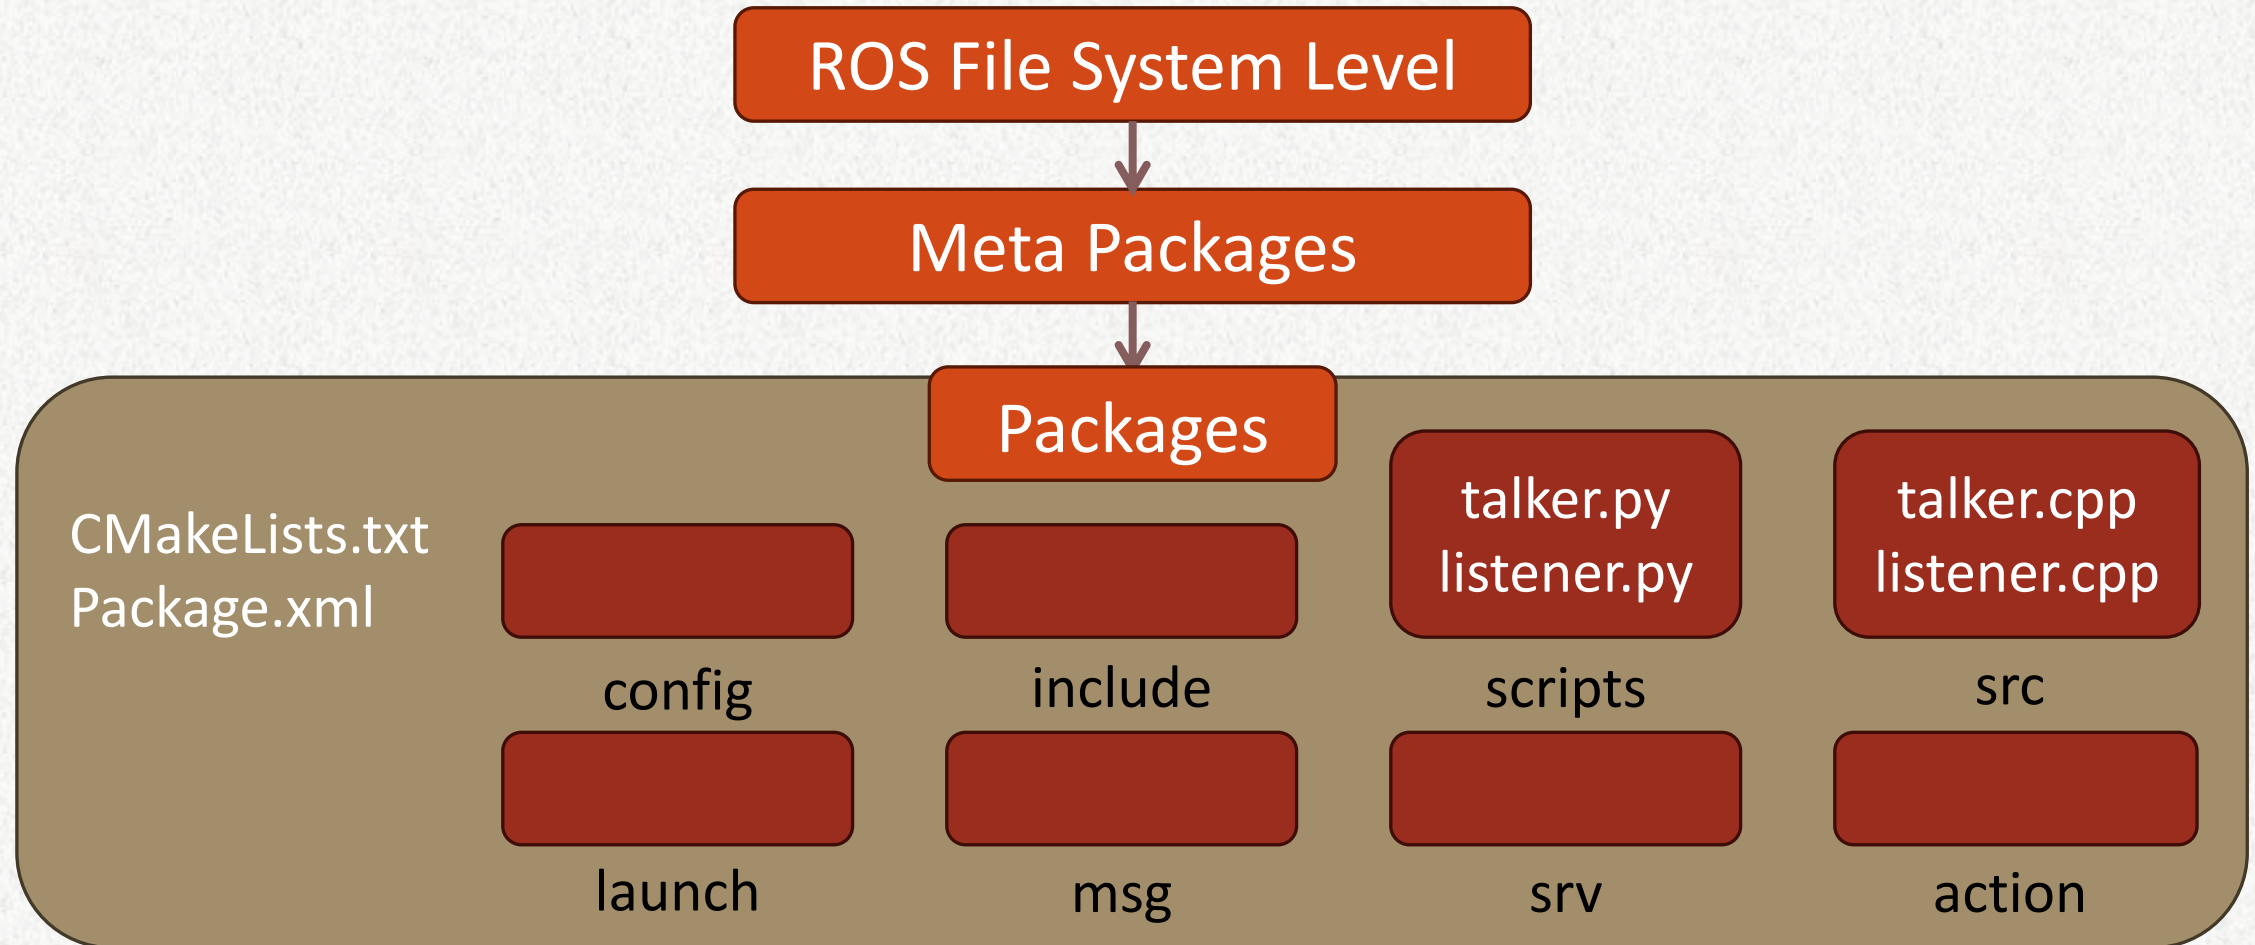 ROS File System Level
Meta Packages
Packages
CMakeLists.txt
Package.xml
talker.py
listener.py
talker.cpp
listener.cpp
config
include
scripts
src
launch
msg
srv
action